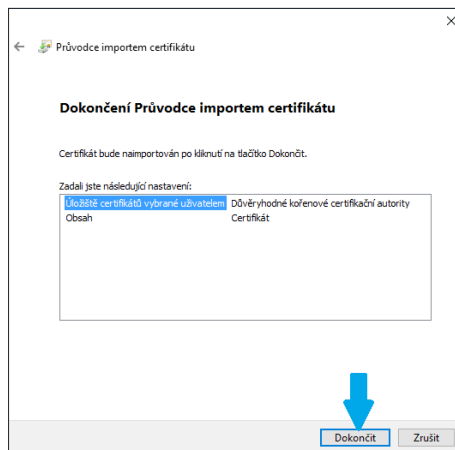 Průvodce importem certifikátu
Dokončení Průvodce importem certifikátu
Certifikát bude naimportován po kliknutí na tlačítko Dokončit.
Zadali jste následující nastavení:
Úložiště certifikátů vybrané uživatelem Důvěryhodné kořenové certifikační autority
Obsah Certifikát
Dokončit Zrušit